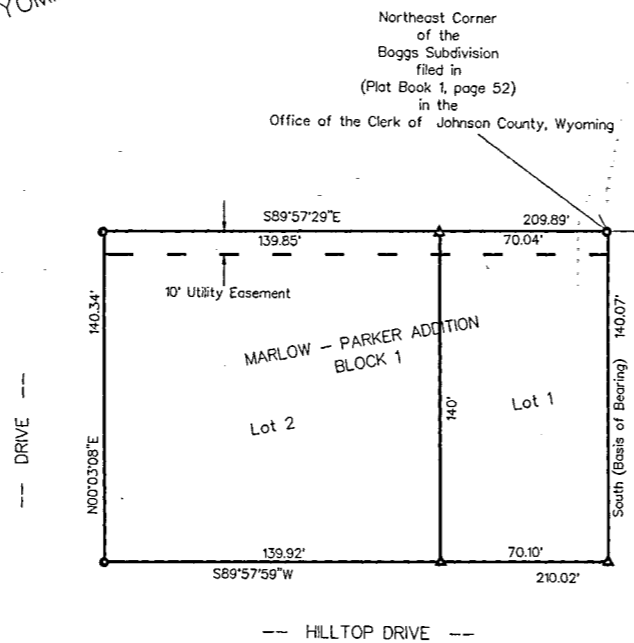 Northeast Corner
of the
Boggs Subdivision
filed in
(Plat Book 1, page 52)
in the
Office of the Clerk of Johnson County, Wyoming
S89°57'29"E
209.89'
139.85'
70.04'
10' Utility Easement
140.34'
140.07'
MARLOW – PARKER ADDITION
BLOCK 1
Lot 2
140'
Lot 1
N00°03'08"E
South (Basis of Bearing)
-- DRIVE --
139.92'
70.10'
S89°57'59"W
210.02'
-- HILLTOP DRIVE --